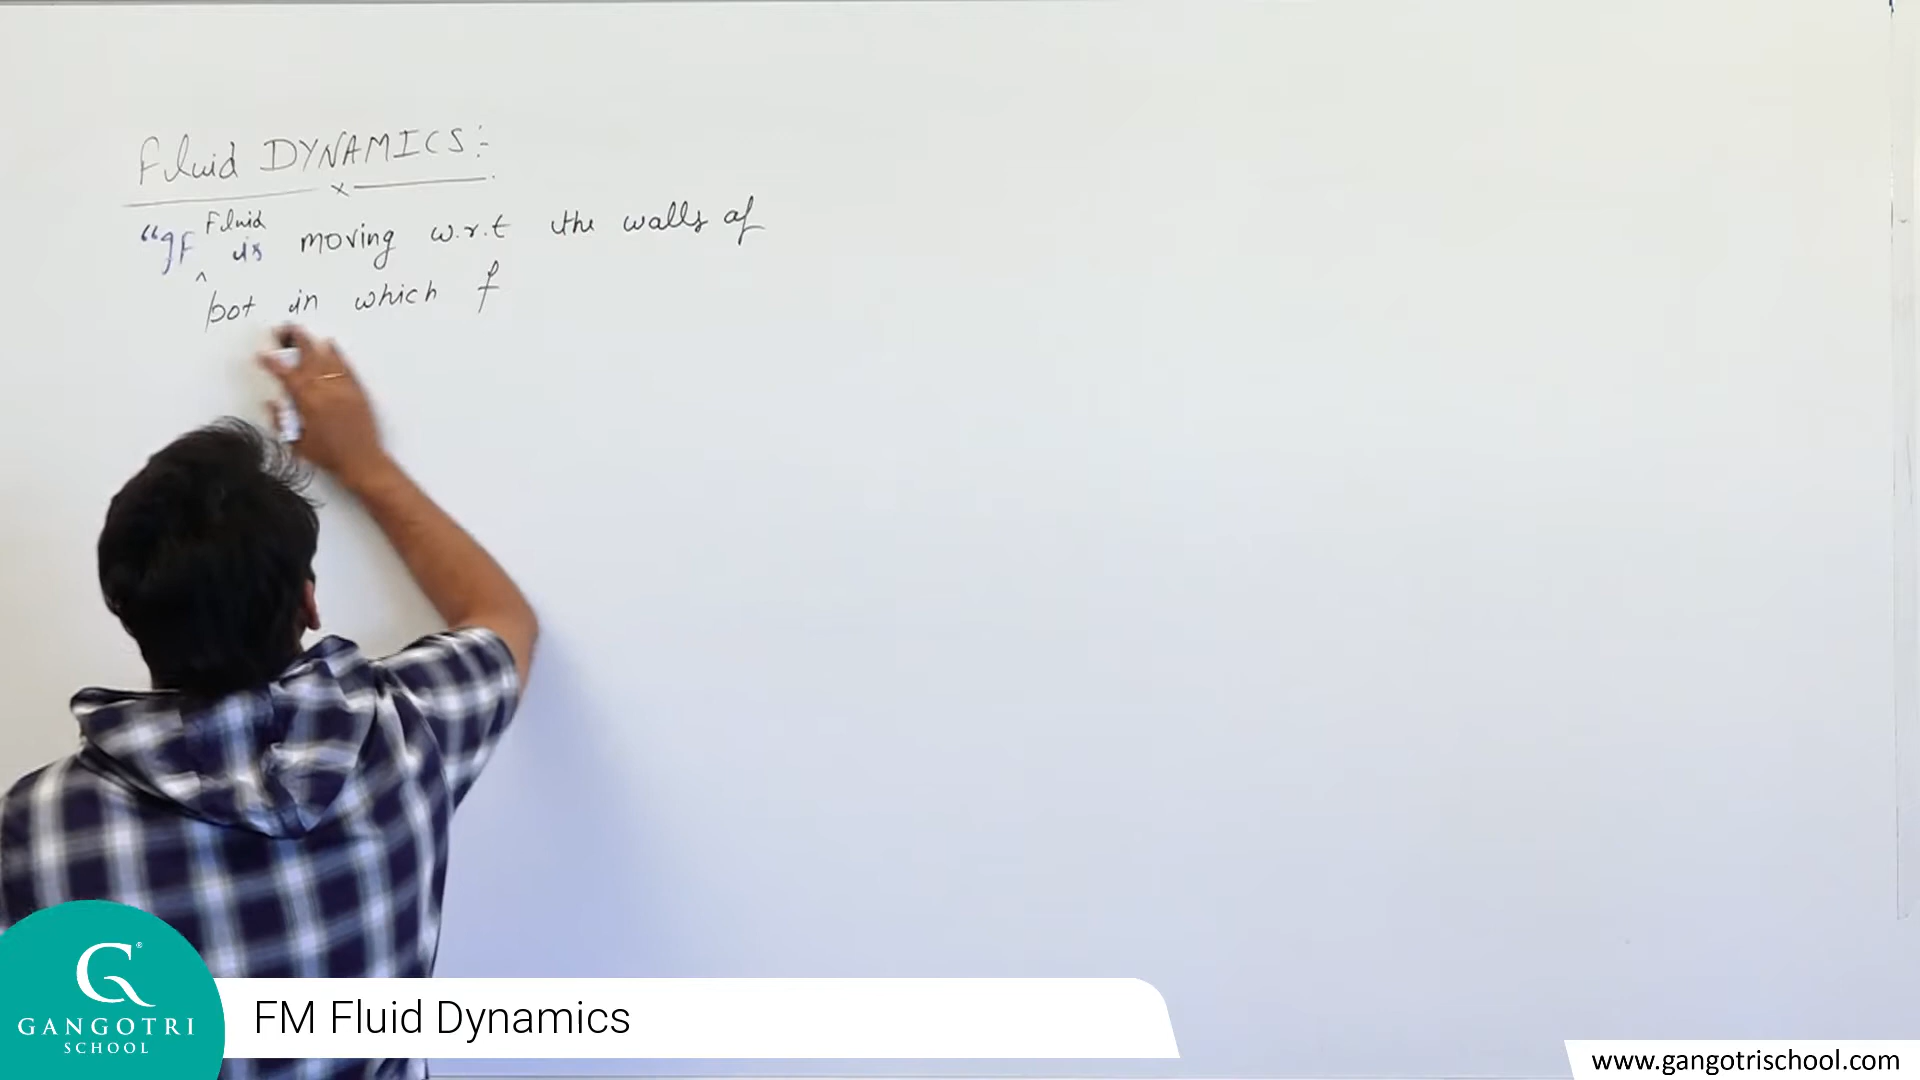 Fluid DYNAMICS:-
x
"If ^ Fluid is moving w.r.t the walls of
pot in which f
GANGOTRI
SCHOOL
FM Fluid Dynamics
www.gangotrischool.com